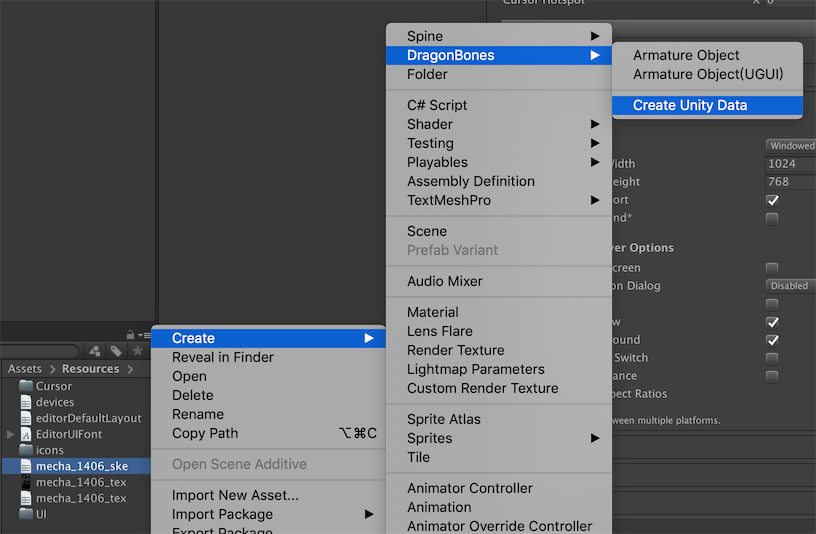 Cursor Hotspot X 0
Spine
DragonBones
Folder
C# Script
Shader
Testing
Playables
Assembly Definition
TextMeshPro
Scene
Prefab Variant
Audio Mixer
Material
Lens Flare
Render Texture
Lightmap Parameters
Custom Render Texture
Sprite Atlas
Sprites
Tile
Animator Controller
Animation
Animator Override Controller
Armature Object
Armature Object(UGUI)
Create Unity Data
Windowed
idth 1024
eight 768
ort
nd*
er Options
creen
on Dialog Disabled
w
ound
Switch
ance
pect Ratios
ween multiple platforms.
Create
Reveal in Finder
Open
Delete
Rename
Copy Path ⌥⌘C
Open Scene Additive
Import New Asset...
Import Package
Export Package
Assets Resources
Cursor
devices
editorDefaultLayout
EditorUIFont
icons
mecha_1406_ske
mecha_1406_tex
mecha_1406_tex
UI